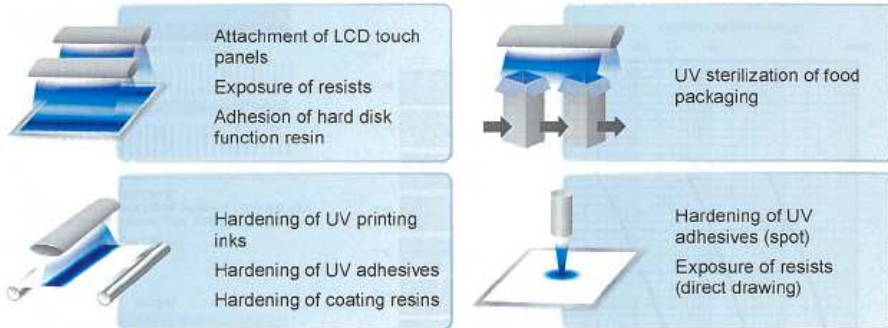 Attachment of LCD touch
panels
Exposure of resists
Adhesion of hard disk
function resin
UV sterilization of food
packaging
Hardening of UV printing
inks
Hardening of UV adhesives
Hardening of coating resins
Hardening of UV
adhesives (spot)
Exposure of resists
(direct drawing)